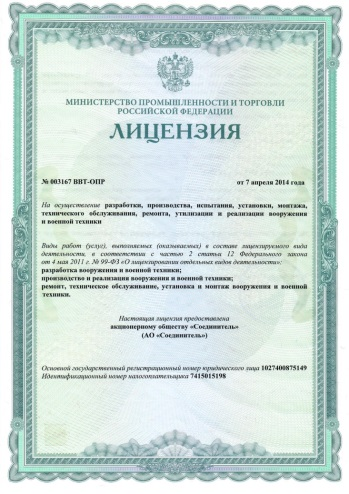 МИНИСТЕРСТВО ПРОМЫШЛЕННОСТИ И ТОРГОВЛИ
РОССИЙСКОЙ ФЕДЕРАЦИИ
ЛИЦЕНЗИЯ
№ 003167 ВВТ-ОПР от 7 апреля 2014 года
На осуществление разработки, производства, испытания, установки, монтажа,
технического обслуживания, ремонта, утилизации и реализации вооружения
и военной техники
Виды работ (услуг), выполняемых (оказываемых) в составе лицензируемого вида
деятельности, в соответствии с частью 2 статьи 12 Федерального закона
от 4 мая 2011 г. № 99-ФЗ «О лицензировании отдельных видов деятельности»:
разработка вооружения и военной техники;
производство и реализация вооружения и военной техники;
ремонт, техническое обслуживание, установка и монтаж вооружения и военной
техники.
Настоящая лицензия предоставлена
акционерному обществу «Соединитель»
(АО «Соединитель»)
Основной государственный регистрационный номер юридического лица 1027400875149
Идентификационный номер налогоплательщика 7415015198